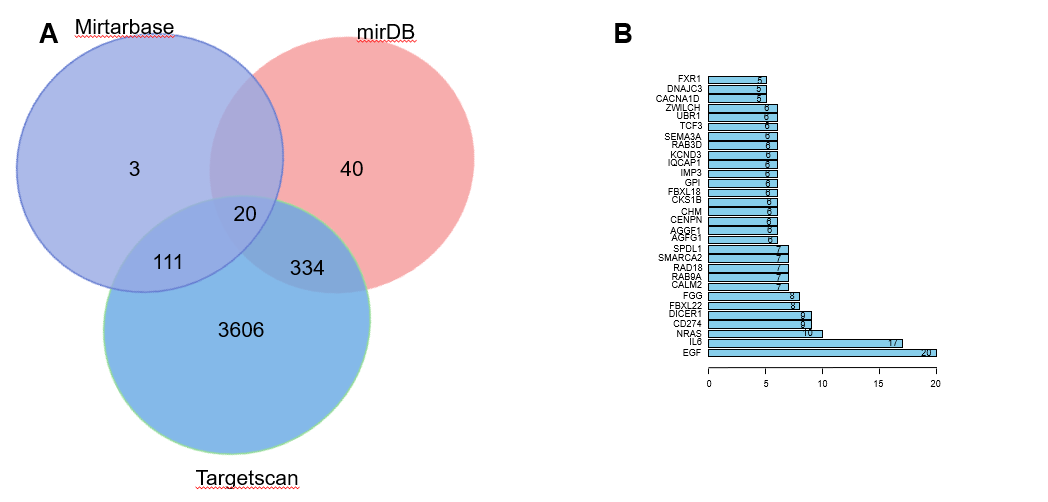 A
Mirtarbase
mirDB
3
40
20
111
334
3606
Targetscan
B
FXR1 5
DNAJC3 5
CACNA1D 5
ZWILCH 6
UBR1 6
TCF3 6
SEMA3A 6
RAB3D 6
KCND3 6
IQCAP1 6
IMP3 6
GPI 6
FBXL18 6
CKS1B 6
CHM 6
CENPN 6
AGGF1 6
AGFG1 6
SPDL1 7
SMARCA2 7
RAD18 7
RAB9A 7
CALM2 7
FGG 8
FBXL22 8
DICER1 9
CD274 9
NRAS 10
IL6 17
EGF 20
0 5 10 15 20